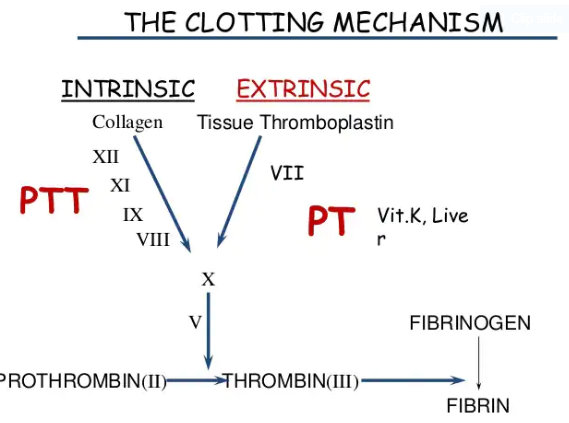 THE CLOTTING MECHANISM
INTRINSIC
EXTRINSIC
Collagen
Tissue Thromboplastin
XII
VII
XI
PTT
IX
PT
Vit.K, Live
r
VIII
X
V
FIBRINOGEN
PROTHROMBIN(II)
THROMBIN(III)
FIBRIN